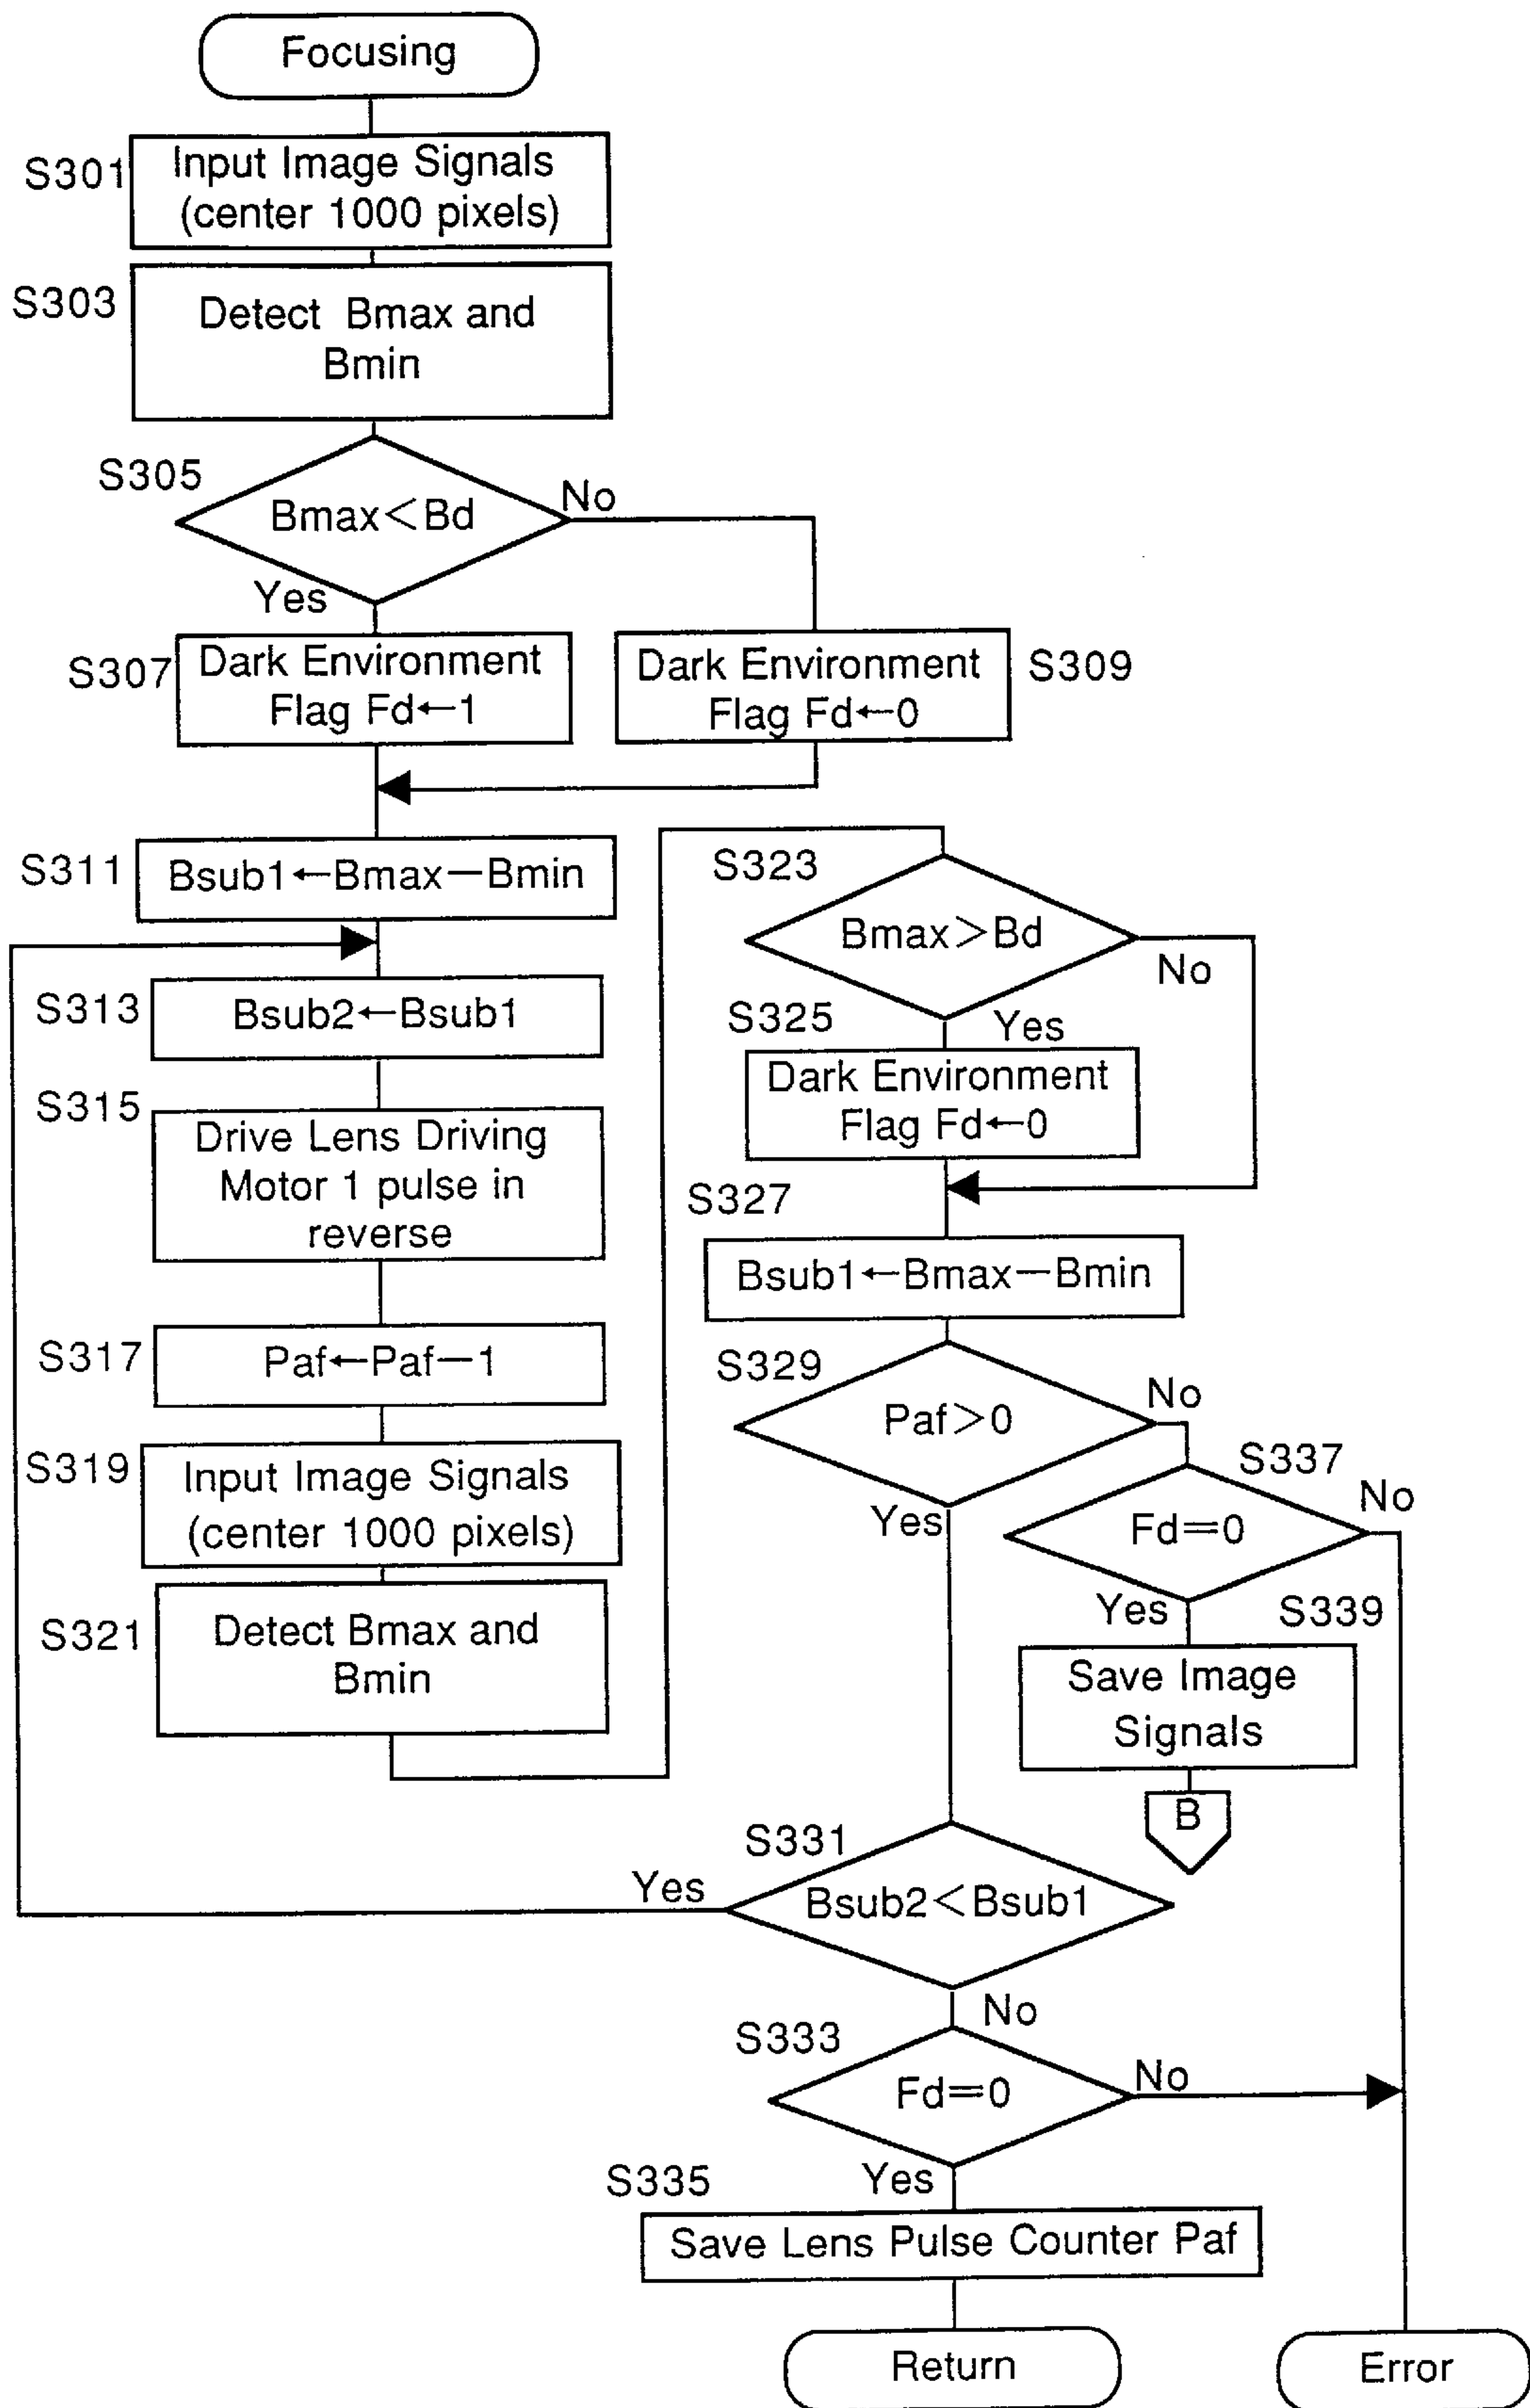 Focusing
S301
Input Image Signals
(center 1000 pixels)
S303
Detect Bmax and
Bmin
S305
Bmax<Bd
No
Yes
S307
Dark Environment
Flag Fd←1
Dark Environment
Flag Fd←0
S309
S311
Bsub1←Bmax−Bmin
S313
Bsub2←Bsub1
S315
Drive Lens Driving
Motor 1 pulse in
reverse
S317
Paf←Paf−1
S319
Input Image Signals
(center 1000 pixels)
S321
Detect Bmax and
Bmin
S323
Bmax>Bd
No
Yes
S325
Dark Environment
Flag Fd←0
S327
Bsub1←Bmax−Bmin
S329
Paf>0
No
Yes
S337
Fd=0
No
Yes
S339
Save Image
Signals
B
S331
Bsub2<Bsub1
Yes
No
S333
Fd=0
No
Yes
S335
Save Lens Pulse Counter Paf
Return
Error